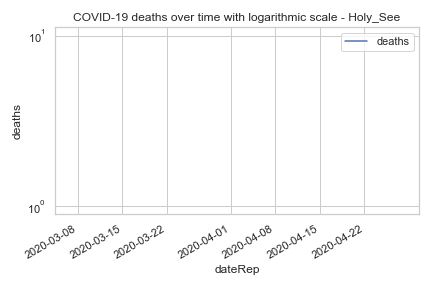 COVID-19 deaths over time with logarithmic scale - Holy_See
deaths
10¹
deaths
10⁰
2020-03-08
2020-03-15
2020-03-22
2020-04-01
2020-04-08
2020-04-15
2020-04-22
dateRep